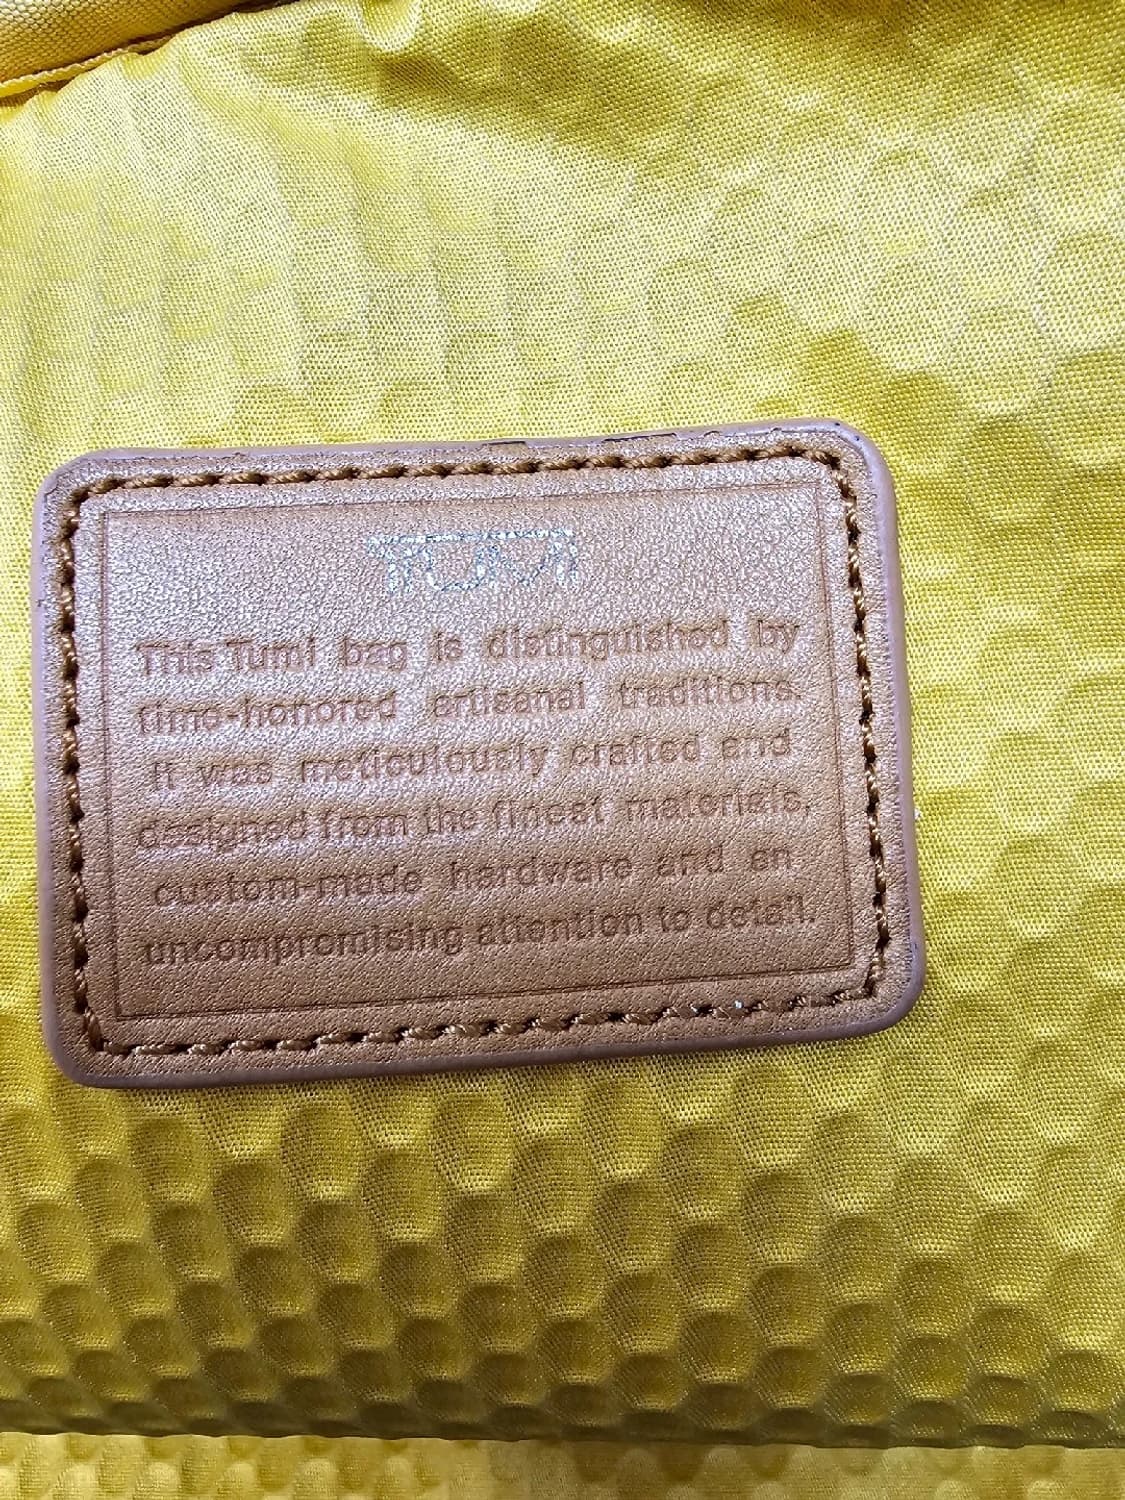 TUMI
This Tumi bag is distinguished by
time-honored artisanal traditions.
It was meticulously crafted and
designed from the finest materials,
custom-made hardware and an
uncompromising attention to detail.